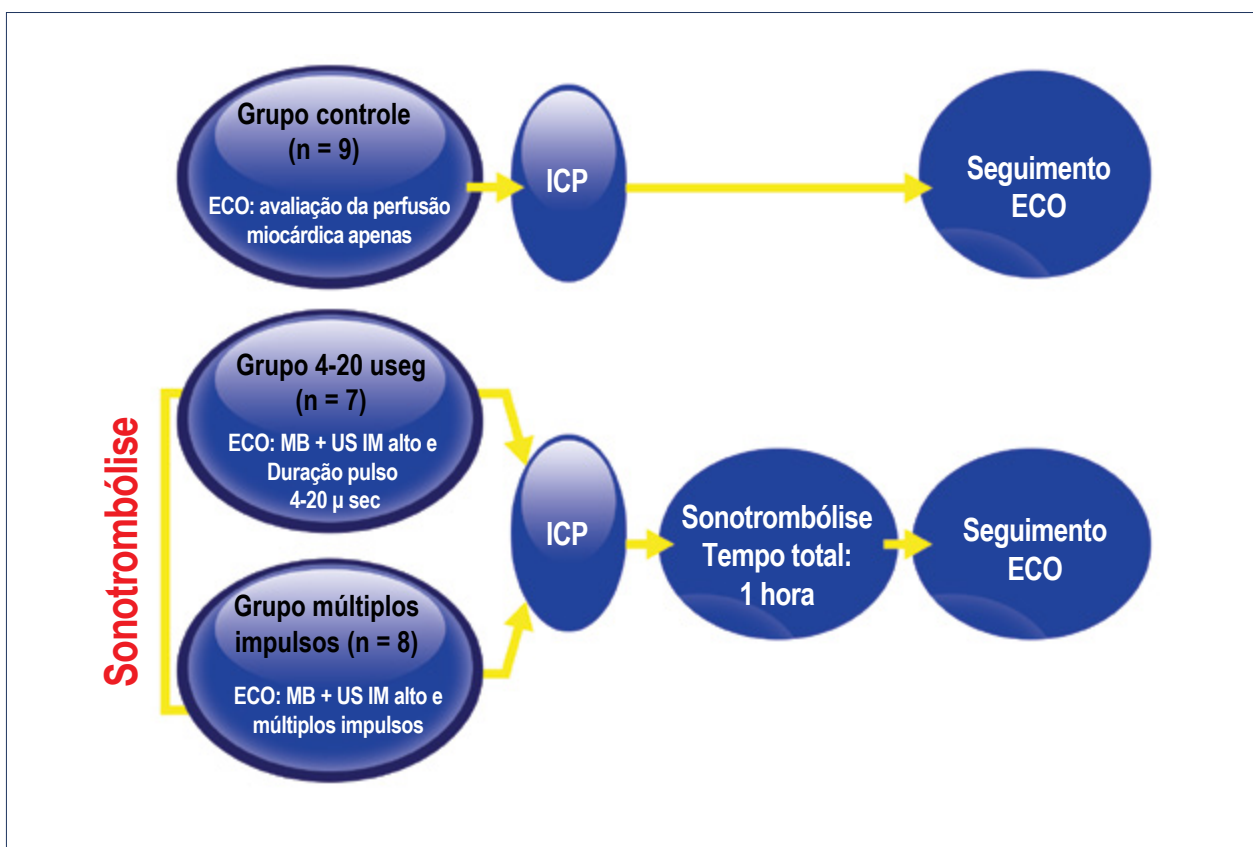 Grupo controle
(n = 9)
ECO: avaliação da perfusão
miocárdica apenas
ICP
Seguimento
ECO
Sonotrombólise
Grupo 4-20 useg
(n = 7)
ECO: MB + US IM alto e
Duração pulso
4-20 µ sec
Grupo múltiplos
impulsos (n = 8)
ECO: MB + US IM alto e
múltiplos impulsos
ICP
Sonotrombólise
Tempo total:
1 hora
Seguimento
ECO